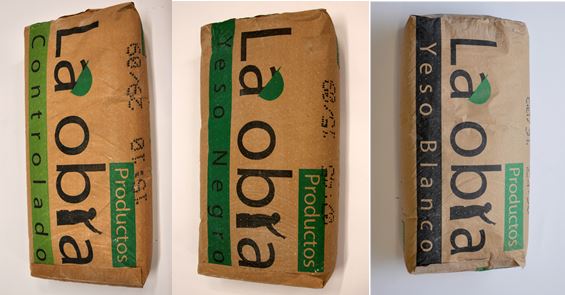 Controlado
La obra
Productos
Yeso Negro
La obra
Productos
Yeso Blanco
La obra
Productos